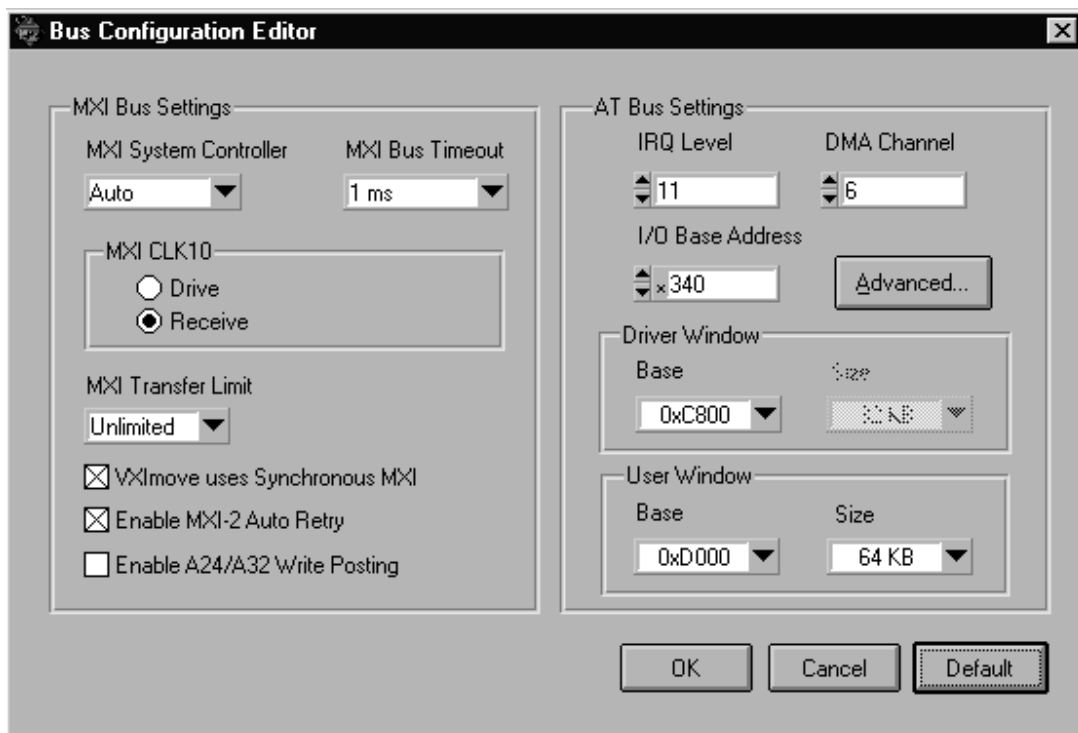 Bus Configuration Editor
MXI Bus Settings
MXI System Controller
MXI Bus Timeout
Auto
1 ms
MXI CLK10
Drive
Receive
MXI Transfer Limit
Unlimited
VXImove uses Synchronous MXI
Enable MXI-2 Auto Retry
Enable A24/A32 Write Posting
AT Bus Settings
IRQ Level
DMA Channel
11
6
I/O Base Address
x 340
Advanced...
Driver Window
Base
Size
0xC800
32 KB
User Window
Base
Size
0xD000
64 KB
OK
Cancel
Default